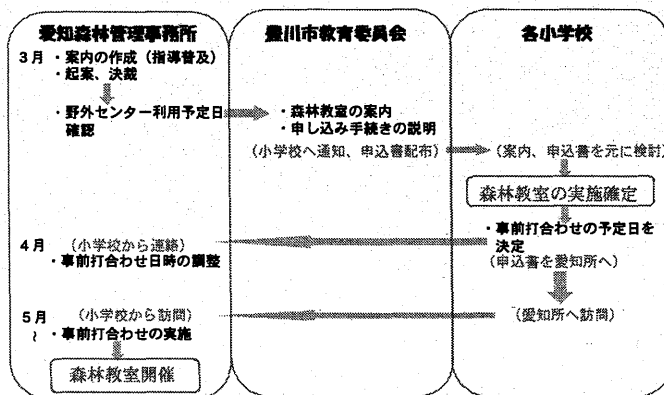 愛知森林管理事務所
3月 ・案内の作成(指導普及)
・起案、決裁
・野外センター利用予定日
確認
4月 (小学校から連絡)
・事前打合わせ日時の調整
5月 (小学校から訪問)
~ ・事前打合わせの実施
森林教室開催
豊川市教育委員会
・森林教室の案内
・申し込み手続きの説明
(小学校へ通知、申込書配布)
各小学校
(案内、申込書を元に検討)
森林教室の実施確定
・事前打合わせの予定日を
決定
(申込書を愛知所へ)
(愛知所へ訪問)